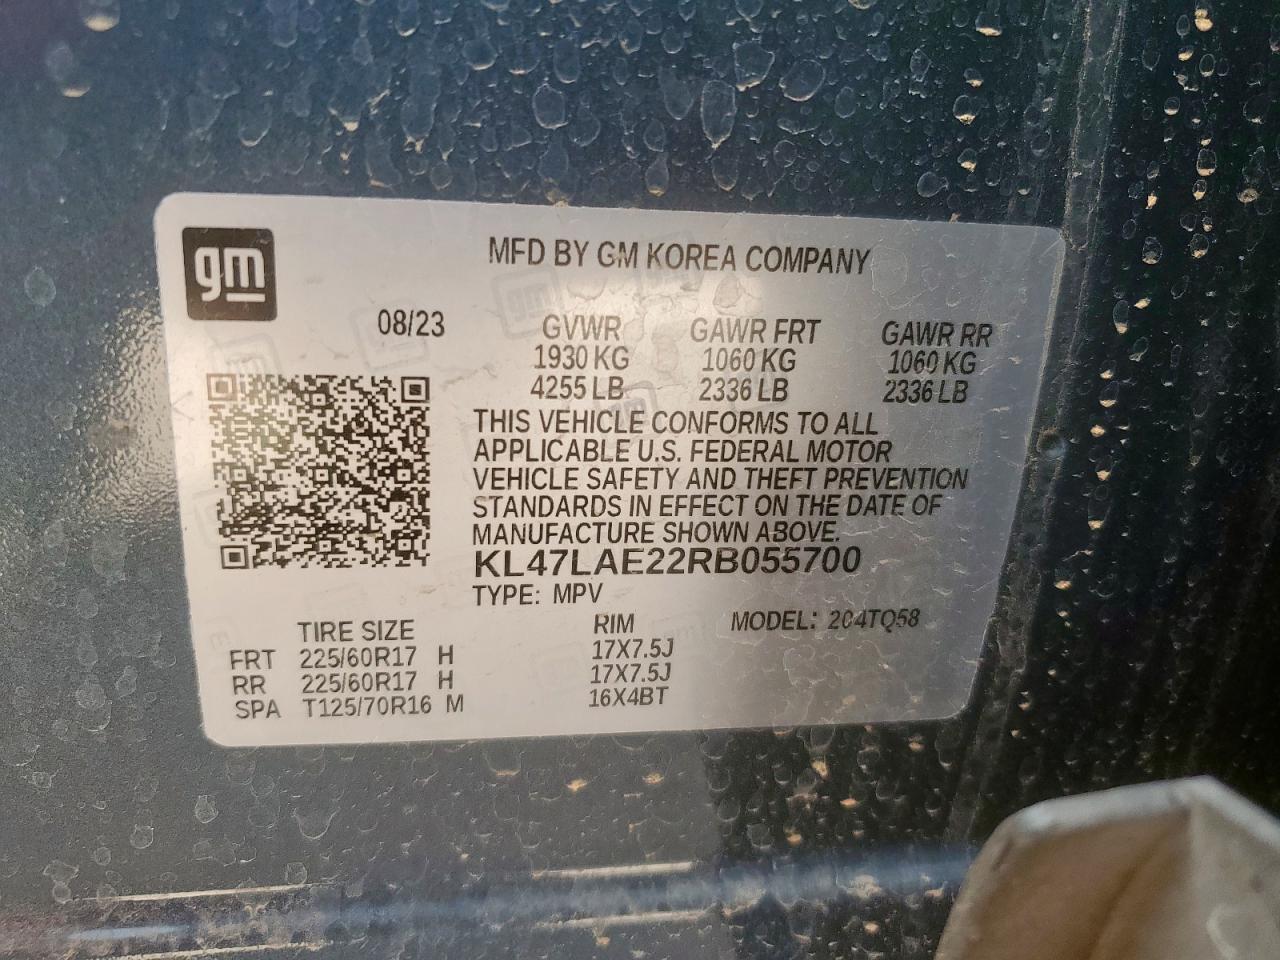 gm
MFD BY GM KOREA COMPANY
08/23
GVWR GAWR FRT GAWR RR
1930 KG 1060 KG 1060 KG
4255 LB 2336 LB 2336 LB
THIS VEHICLE CONFORMS TO ALL
APPLICABLE U.S. FEDERAL MOTOR
VEHICLE SAFETY AND THEFT PREVENTION
STANDARDS IN EFFECT ON THE DATE OF
MANUFACTURE SHOWN ABOVE.
KL47LAE22RB055700
TYPE: MPV
TIRE SIZE RIM MODEL: 204TQ58
FRT 225/60R17 H 17X7.5J
RR 225/60R17 H 17X7.5J
SPA T125/70R16 M 16X4BT